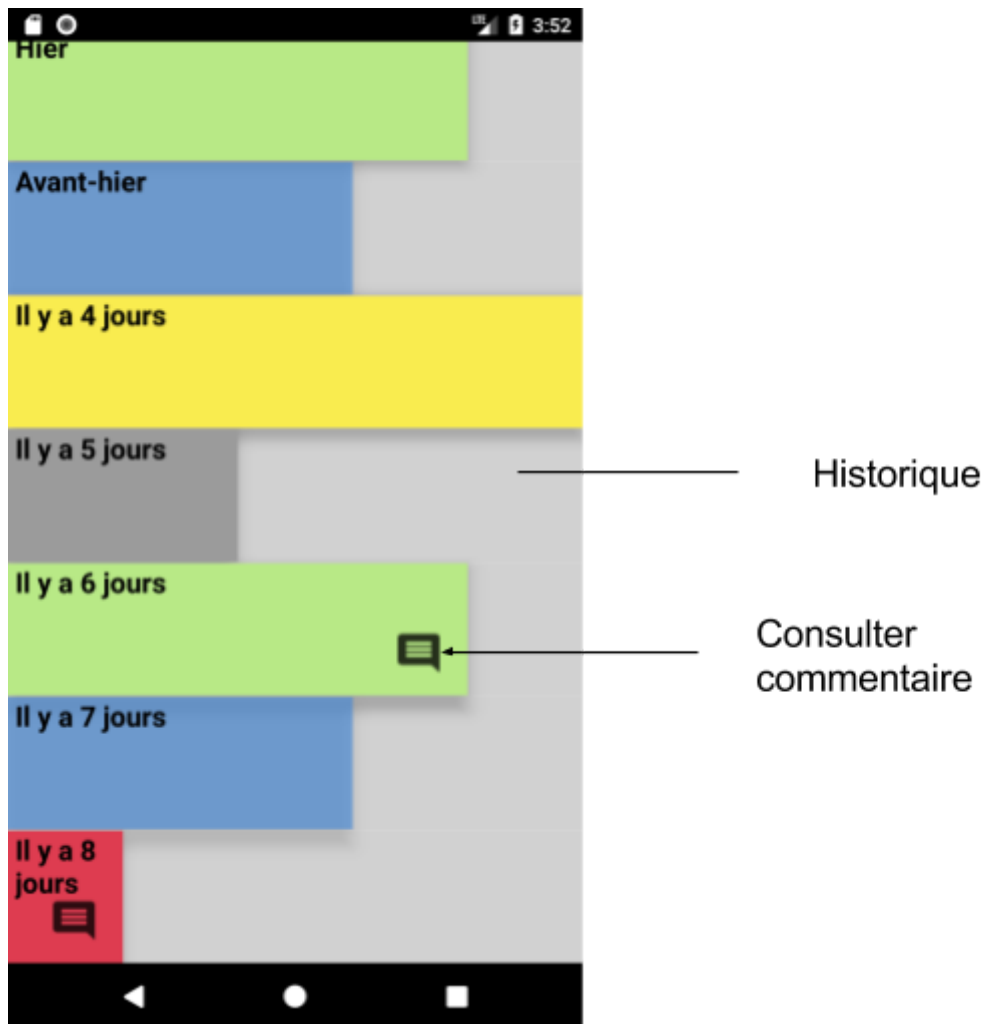 LTE 3:52
Hier
Avant-hier
Il y a 4 jours
Il y a 5 jours
Historique
Il y a 6 jours
Consulter
commentaire
Il y a 7 jours
Il y a 8
jours